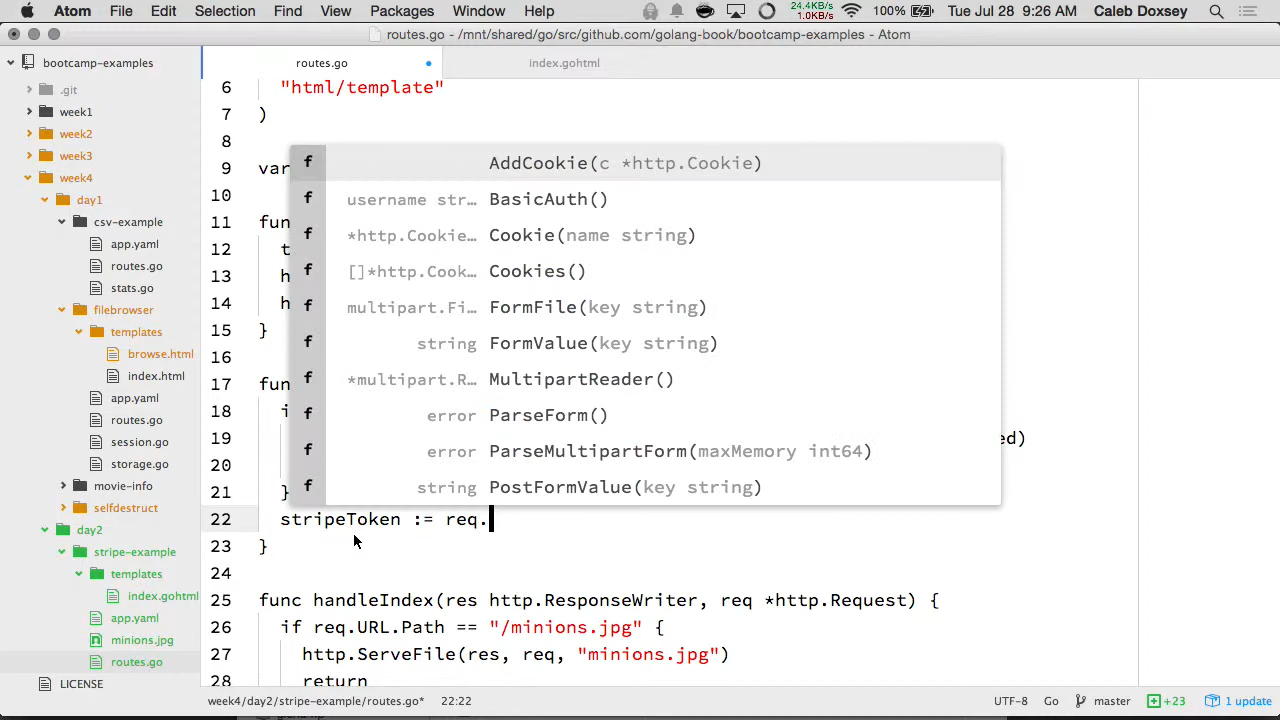 Atom File Edit Selection Find View Packages Window Help 24.4KB/s 1.0KB/s 100% Tue Jul 28 9:26 AM Caleb Doxsey
routes.go - /mnt/shared/go/src/github.com/golang-book/bootcamp-examples - Atom
bootcamp-examples
.git
week1
week2
week3
week4
day1
csv-example
app.yaml
routes.go
stats.go
filebrowser
templates
browse.html
index.html
app.yaml
routes.go
session.go
storage.go
movie-info
selfdestruct
day2
stripe-example
templates
index.gohtml
app.yaml
minions.jpg
routes.go
LICENSE
routes.go index.gohtml
6 "html/template"
7 )
8
9 var
10
11 fun
12 t
13 h
14 h
15 }
16
17 fun
18 i
19 ed)
20
21 }
22 stripeToken := req.
23 }
24
25 func handleIndex(res http.ResponseWriter, req *http.Request) {
26 if req.URL.Path == "/minions.jpg" {
27 http.ServeFile(res, req, "minions.jpg")
28 return
f AddCookie(c *http.Cookie)
f username str… BasicAuth()
f *http.Cookie… Cookie(name string)
f []*http.Cook… Cookies()
f multipart.Fi… FormFile(key string)
f string FormValue(key string)
f *multipart.R… MultipartReader()
f error ParseForm()
f error ParseMultipartForm(maxMemory int64)
f string PostFormValue(key string)
week4/day2/stripe-example/routes.go* 22:22 UTF-8 Go master +23 1 update